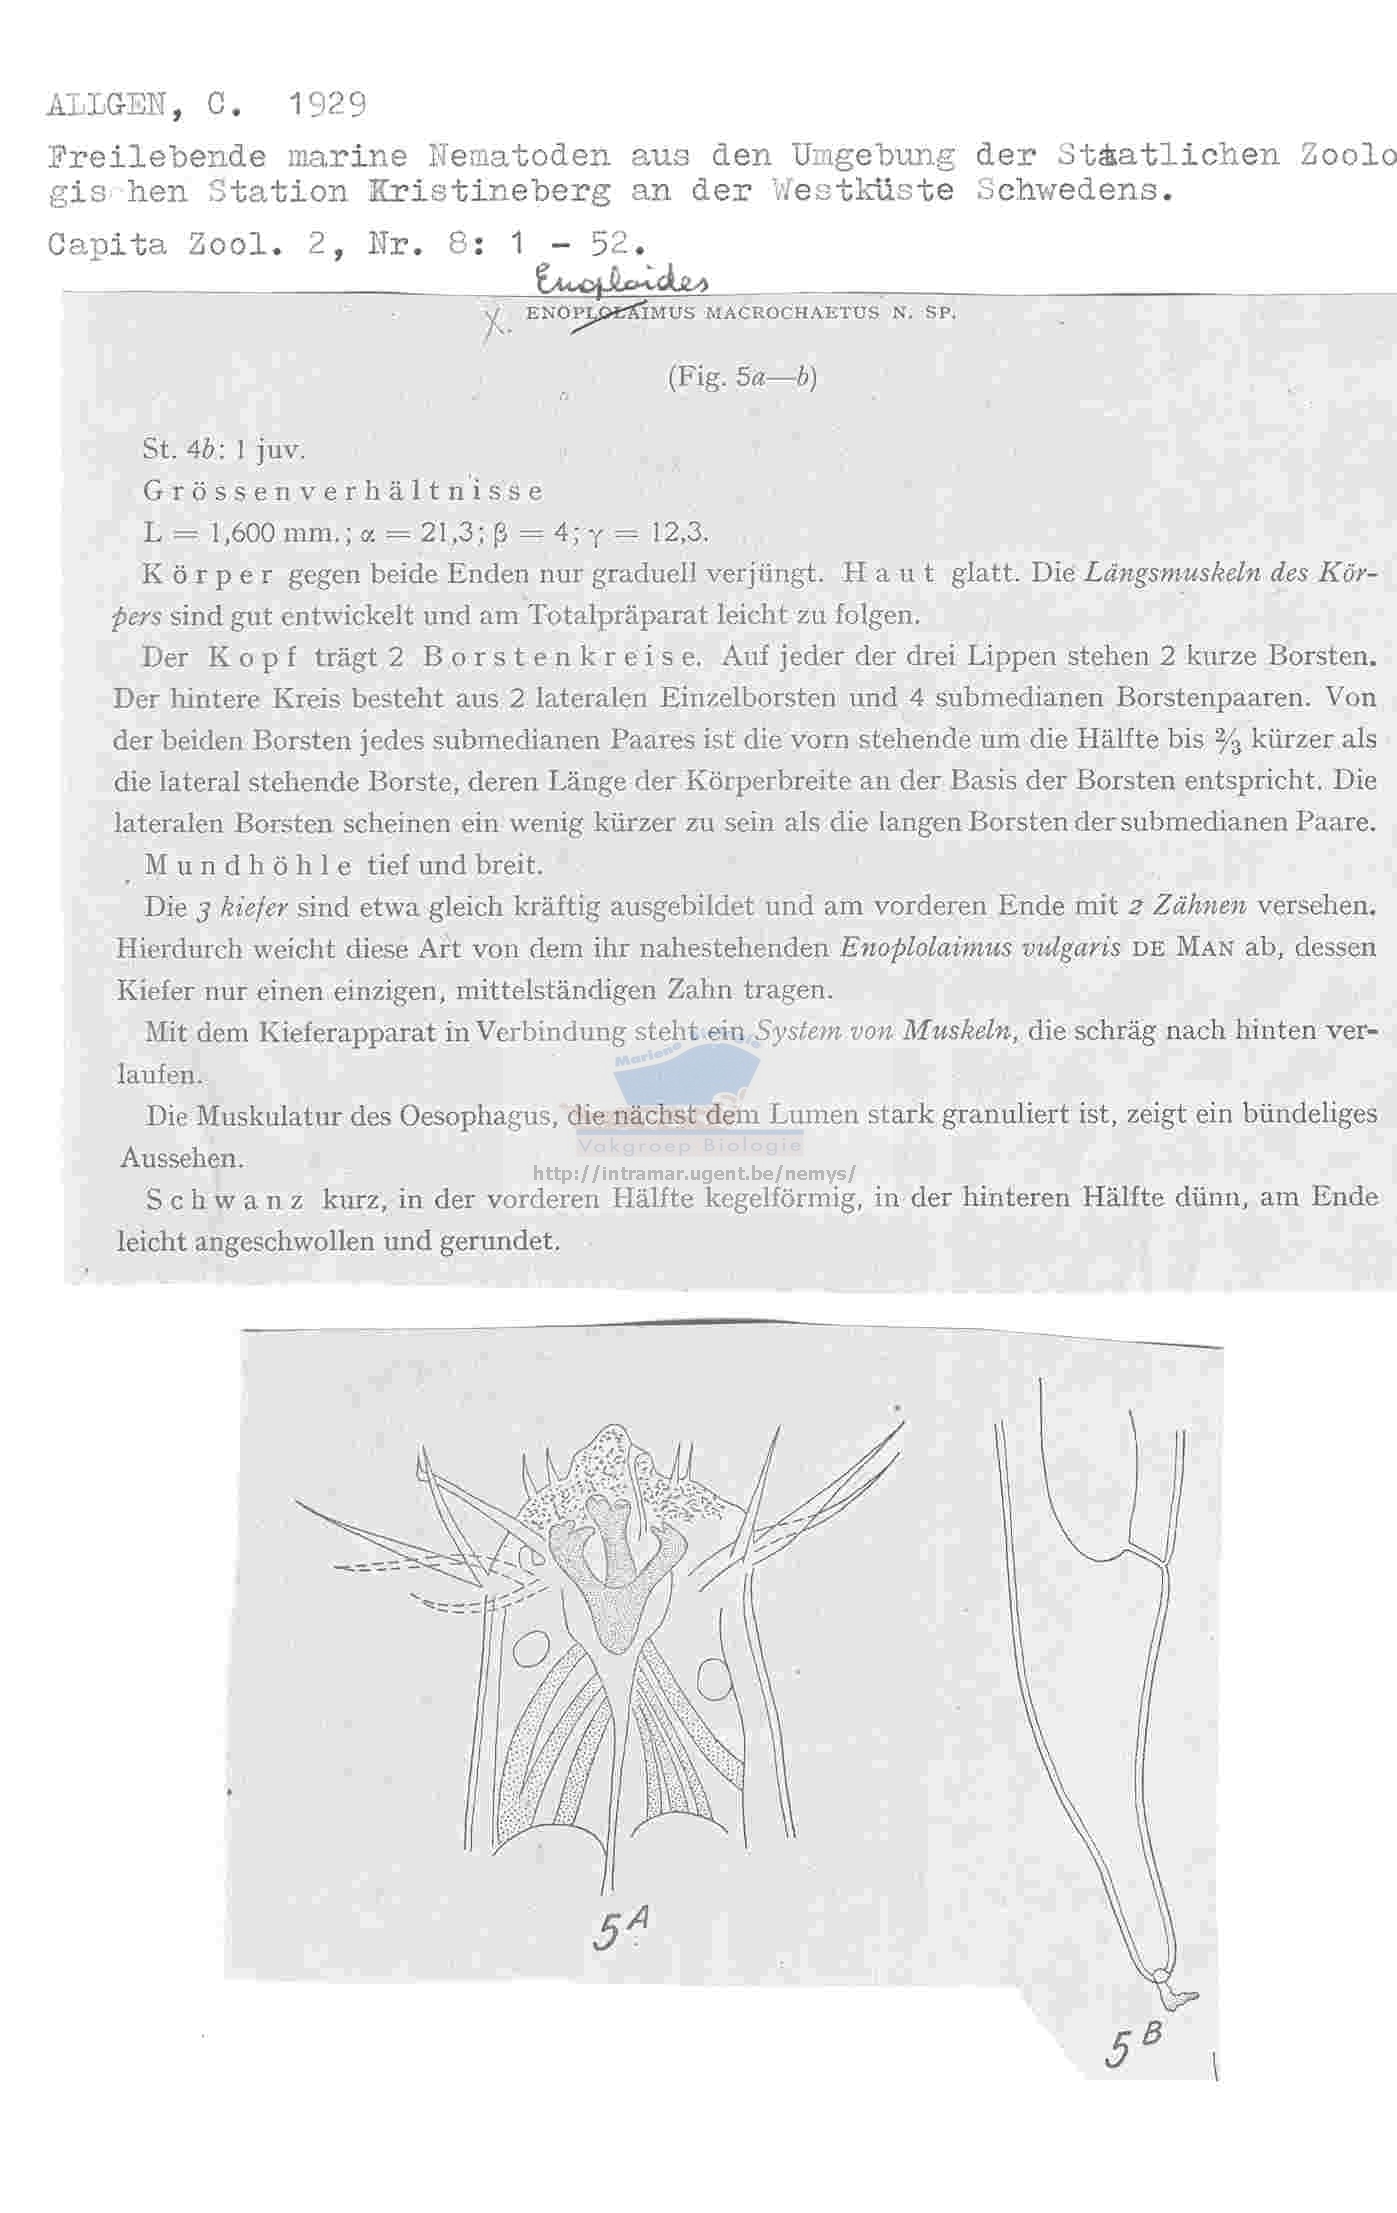 ALLGEN, C. 1929
Freilebende marine Nematoden aus den Umgebung der Staatlichen Zoolo
gis hen Station Kristineberg an der Westküste Schwedens.
Capita Zool. 2, Nr. 8: 1 - 52.
Enoploides
X. ENOPLOLAIMUS MACROCHAETUS N. SP.
(Fig. 5a—b)
St. 4b: 1 juv.
Grössenverhältnisse
L = 1,600 mm.; α = 21,3; β = 4; γ = 12,3.
Körper gegen beide Enden nur graduell verjüngt. Haut glatt. Die Längsmuskeln des Kör-
pers sind gut entwickelt und am Totalpräparat leicht zu folgen.
Der Kopf trägt 2 Borstenkreise. Auf jeder der drei Lippen stehen 2 kurze Borsten.
Der hintere Kreis besteht aus 2 lateralen Einzelborsten und 4 submedianen Borstenpaaren. Von
der beiden Borsten jedes submedianen Paares ist die vorn stehende um die Hälfte bis ⅔ kürzer als
die lateral stehende Borste, deren Länge der Körperbreite an der Basis der Borsten entspricht. Die
lateralen Borsten scheinen ein wenig kürzer zu sein als die langen Borsten der submedianen Paare.
Mundhöhle tief und breit.
Die 3 kiefer sind etwa gleich kräftig ausgebildet und am vorderen Ende mit 2 Zähnen versehen.
Hierdurch weicht diese Art von dem ihr nahestehenden Enoplolaimus vulgaris DE MAN ab, dessen
Kiefer nur einen einzigen, mittelständigen Zahn tragen.
Mit dem Kieferapparat in Verbindung steht ein System von Muskeln, die schräg nach hinten ver-
laufen.
Marine
Die Muskulatur des Oesophagus, die nächst dem Lumen stark granuliert ist, zeigt ein bündeliges
Vakgroep Biologie
Aussehen.
http://intramar.ugent.be/nemys/
Schwanz kurz, in der vorderen Hälfte kegelförmig, in der hinteren Hälfte dünn, am Ende
leicht angeschwollen und gerundet.
5A
5B